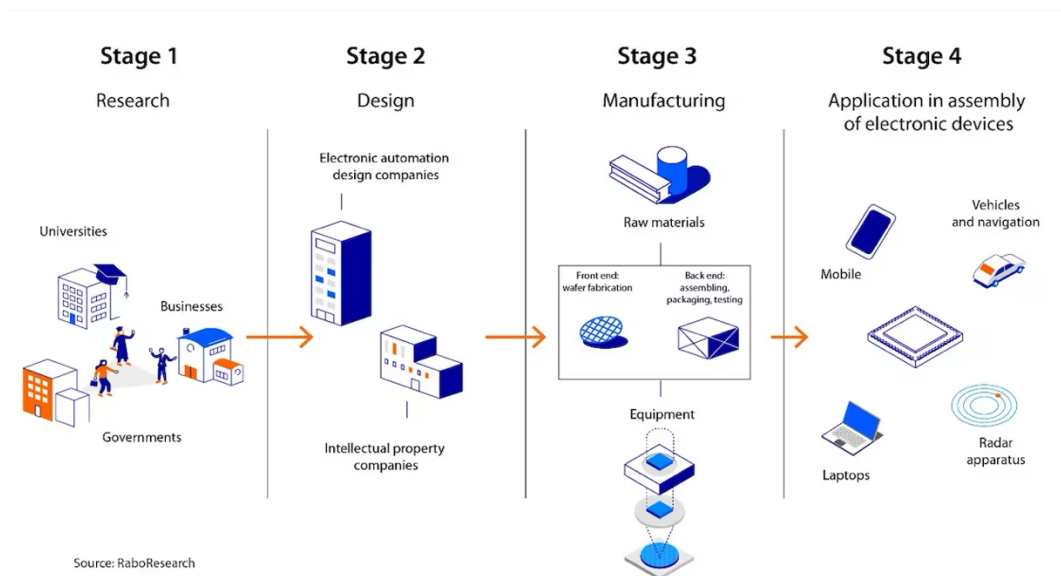 Stage 1
Research
Universities
Businesses
Governments
Stage 2
Design
Electronic automation
design companies
Intellectual property
companies
Stage 3
Manufacturing
Raw materials
Front end:
wafer fabrication
Back end:
assembling,
packaging, testing
Equipment
Stage 4
Application in assembly
of electronic devices
Mobile
Vehicles
and navigation
Laptops
Radar
apparatus
Source: RaboResearch